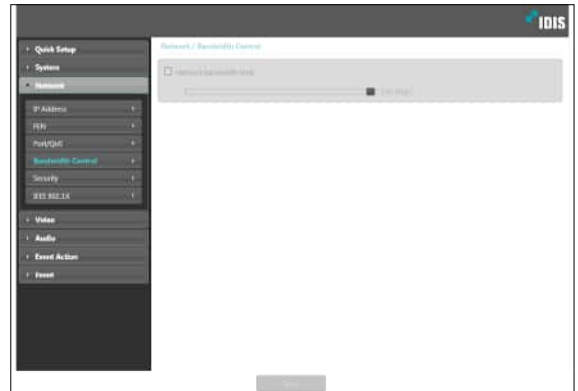 IDIS
Quick Setup
System
Network
IP Address
FEN
Port/QoS
Bandwidth Control
Security
IEEE 802.1X
Video
Audio
Event Action
Event
Network / Bandwidth Control
Network bandwidth limit
Save